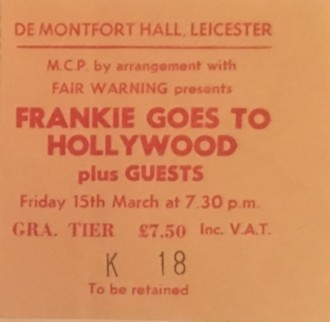 DE MONTFORT HALL, LEICESTER
M.C.P. by arrangement with
FAIR WARNING presents
FRANKIE GOES TO
HOLLYWOOD
plus GUESTS
Friday 15th March at 7.30 p.m.
GRA. TIER £7.50 Inc. V.A.T.
K 18
To be retained